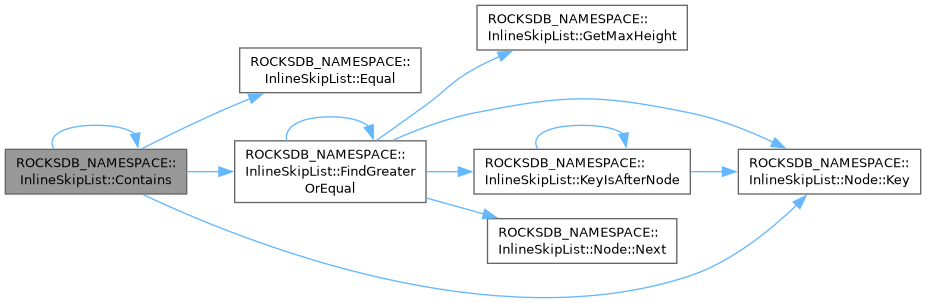 ROCKSDB_NAMESPACE::
InlineSkipList::GetMaxHeight
ROCKSDB_NAMESPACE::
InlineSkipList::Equal
ROCKSDB_NAMESPACE::
InlineSkipList::Contains
ROCKSDB_NAMESPACE::
InlineSkipList::FindGreater
OrEqual
ROCKSDB_NAMESPACE::
InlineSkipList::KeyIsAfterNode
ROCKSDB_NAMESPACE::
InlineSkipList::Node::Key
ROCKSDB_NAMESPACE::
InlineSkipList::Node::Next